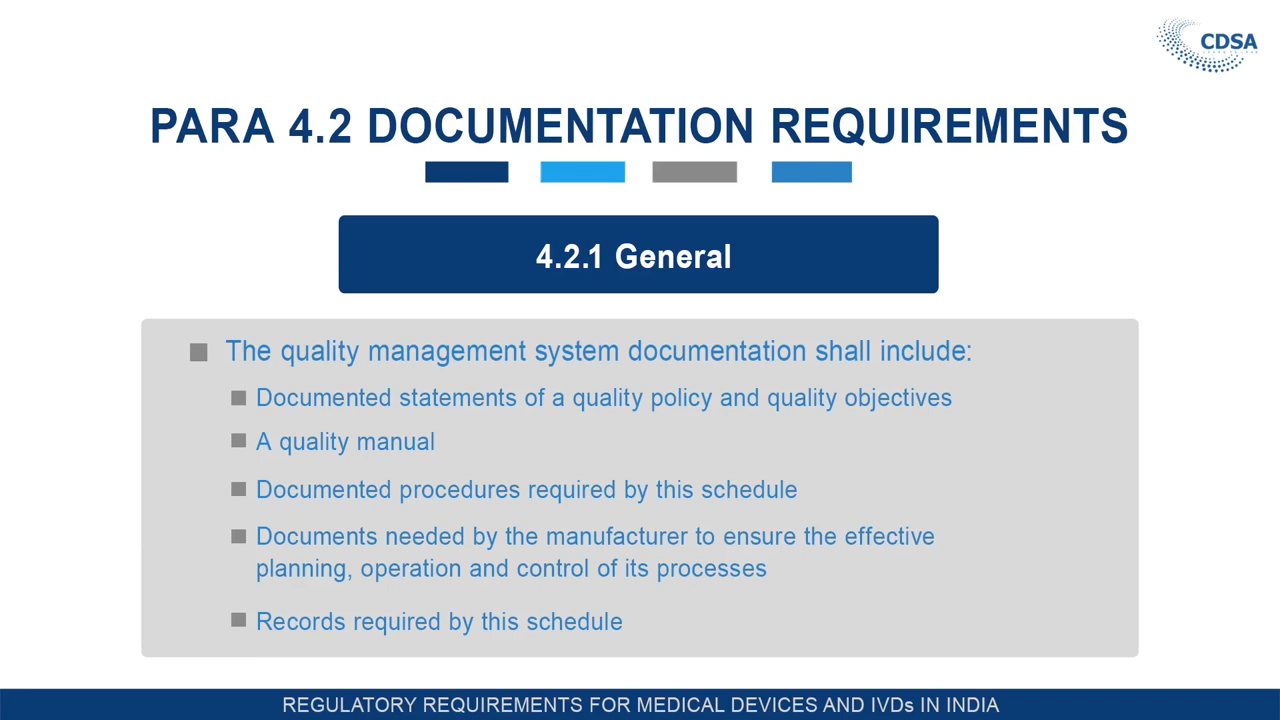 CDSA
PARA 4.2 DOCUMENTATION REQUIREMENTS
4.2.1 General
The quality management system documentation shall include:
Documented statements of a quality policy and quality objectives
A quality manual
Documented procedures required by this schedule
Documents needed by the manufacturer to ensure the effective
planning, operation and control of its processes
Records required by this schedule
REGULATORY REQUIREMENTS FOR MEDICAL DEVICES AND IVDs IN INDIA